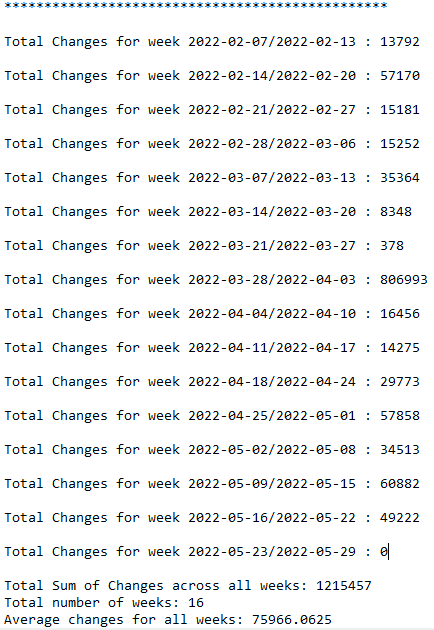 ************************************************
Total Changes for week 2022-02-07/2022-02-13 : 13792
Total Changes for week 2022-02-14/2022-02-20 : 57170
Total Changes for week 2022-02-21/2022-02-27 : 15181
Total Changes for week 2022-02-28/2022-03-06 : 15252
Total Changes for week 2022-03-07/2022-03-13 : 35364
Total Changes for week 2022-03-14/2022-03-20 : 8348
Total Changes for week 2022-03-21/2022-03-27 : 378
Total Changes for week 2022-03-28/2022-04-03 : 806993
Total Changes for week 2022-04-04/2022-04-10 : 16456
Total Changes for week 2022-04-11/2022-04-17 : 14275
Total Changes for week 2022-04-18/2022-04-24 : 29773
Total Changes for week 2022-04-25/2022-05-01 : 57858
Total Changes for week 2022-05-02/2022-05-08 : 34513
Total Changes for week 2022-05-09/2022-05-15 : 60882
Total Changes for week 2022-05-16/2022-05-22 : 49222
Total Changes for week 2022-05-23/2022-05-29 : 0
Total Sum of Changes across all weeks: 1215457
Total number of weeks: 16
Average changes for all weeks: 75966.0625